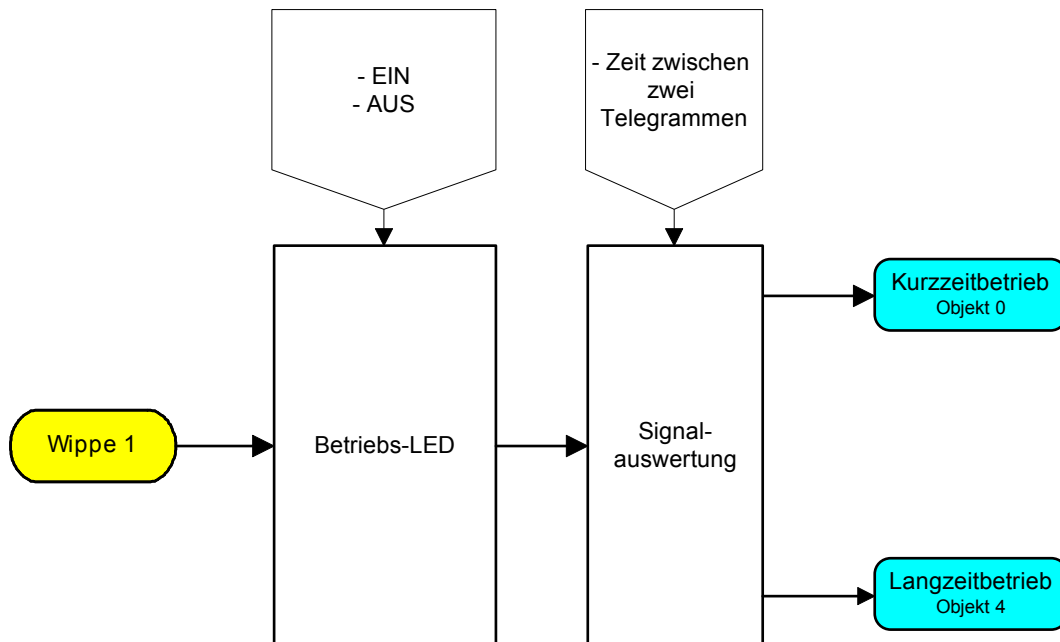 - EIN
- AUS
- Zeit zwischen
zwei
Telegrammen
Kurzzeitbetrieb
Objekt 0
Wippe 1
Betriebs-LED
Signal-
auswertung
Langzeitbetrieb
Objekt 4